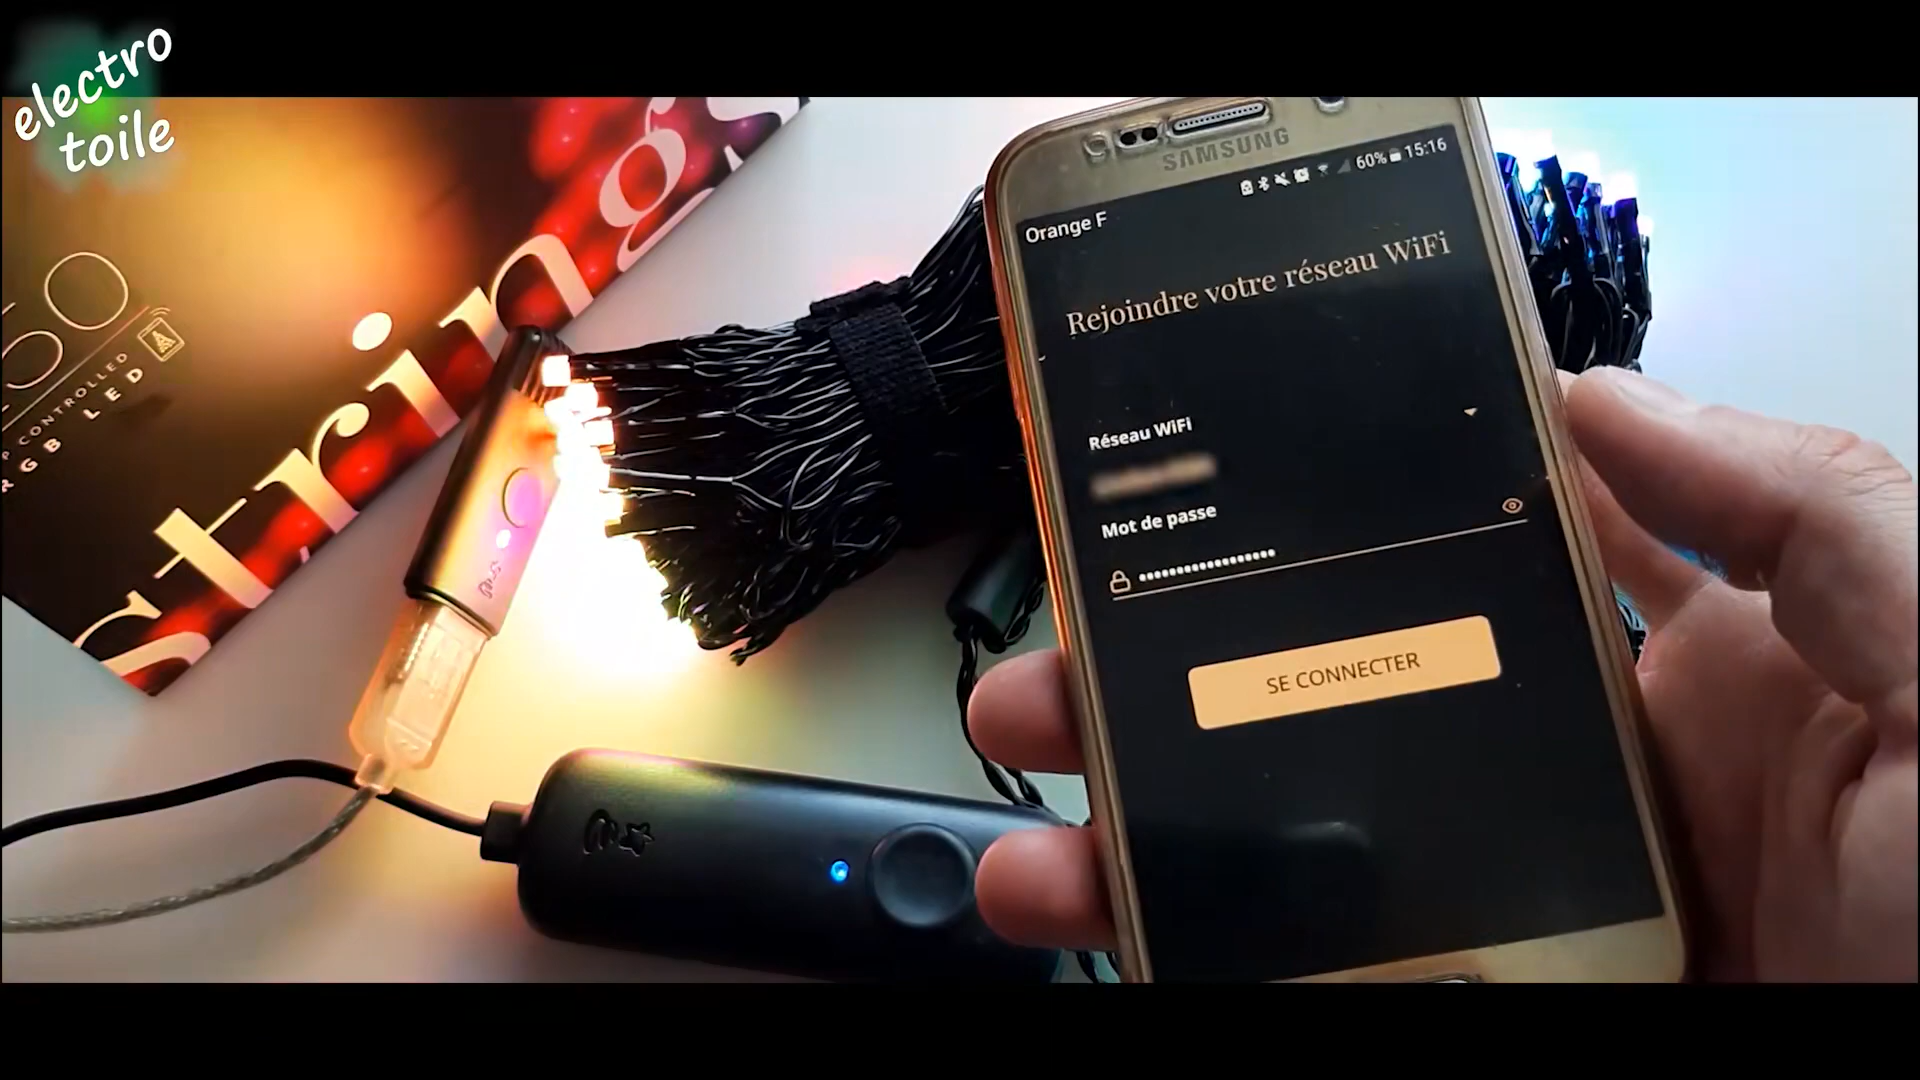 electro
toile
50
P CONTROLLED
RGB LED
Strings
SAMSUNG
60% 15:16
Orange F
Rejoindre votre réseau WiFi
Réseau WiFi
Mot de passe
••••••••••••••••••
SE CONNECTER